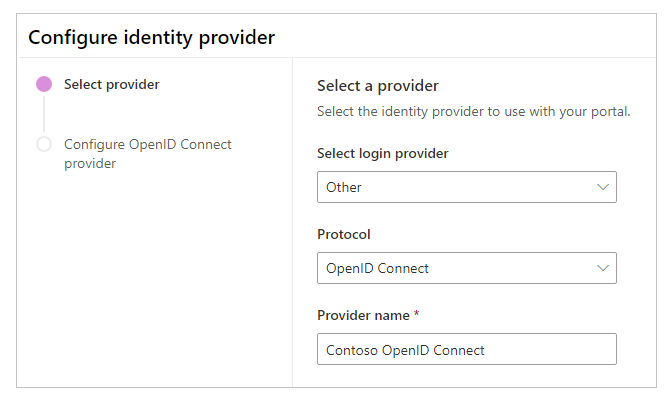 Configure identity provider
Select provider
Configure OpenID Connect
provider
Select a provider
Select the identity provider to use with your portal.
Select login provider
Other
Protocol
OpenID Connect
Provider name *
Contoso OpenID Connect